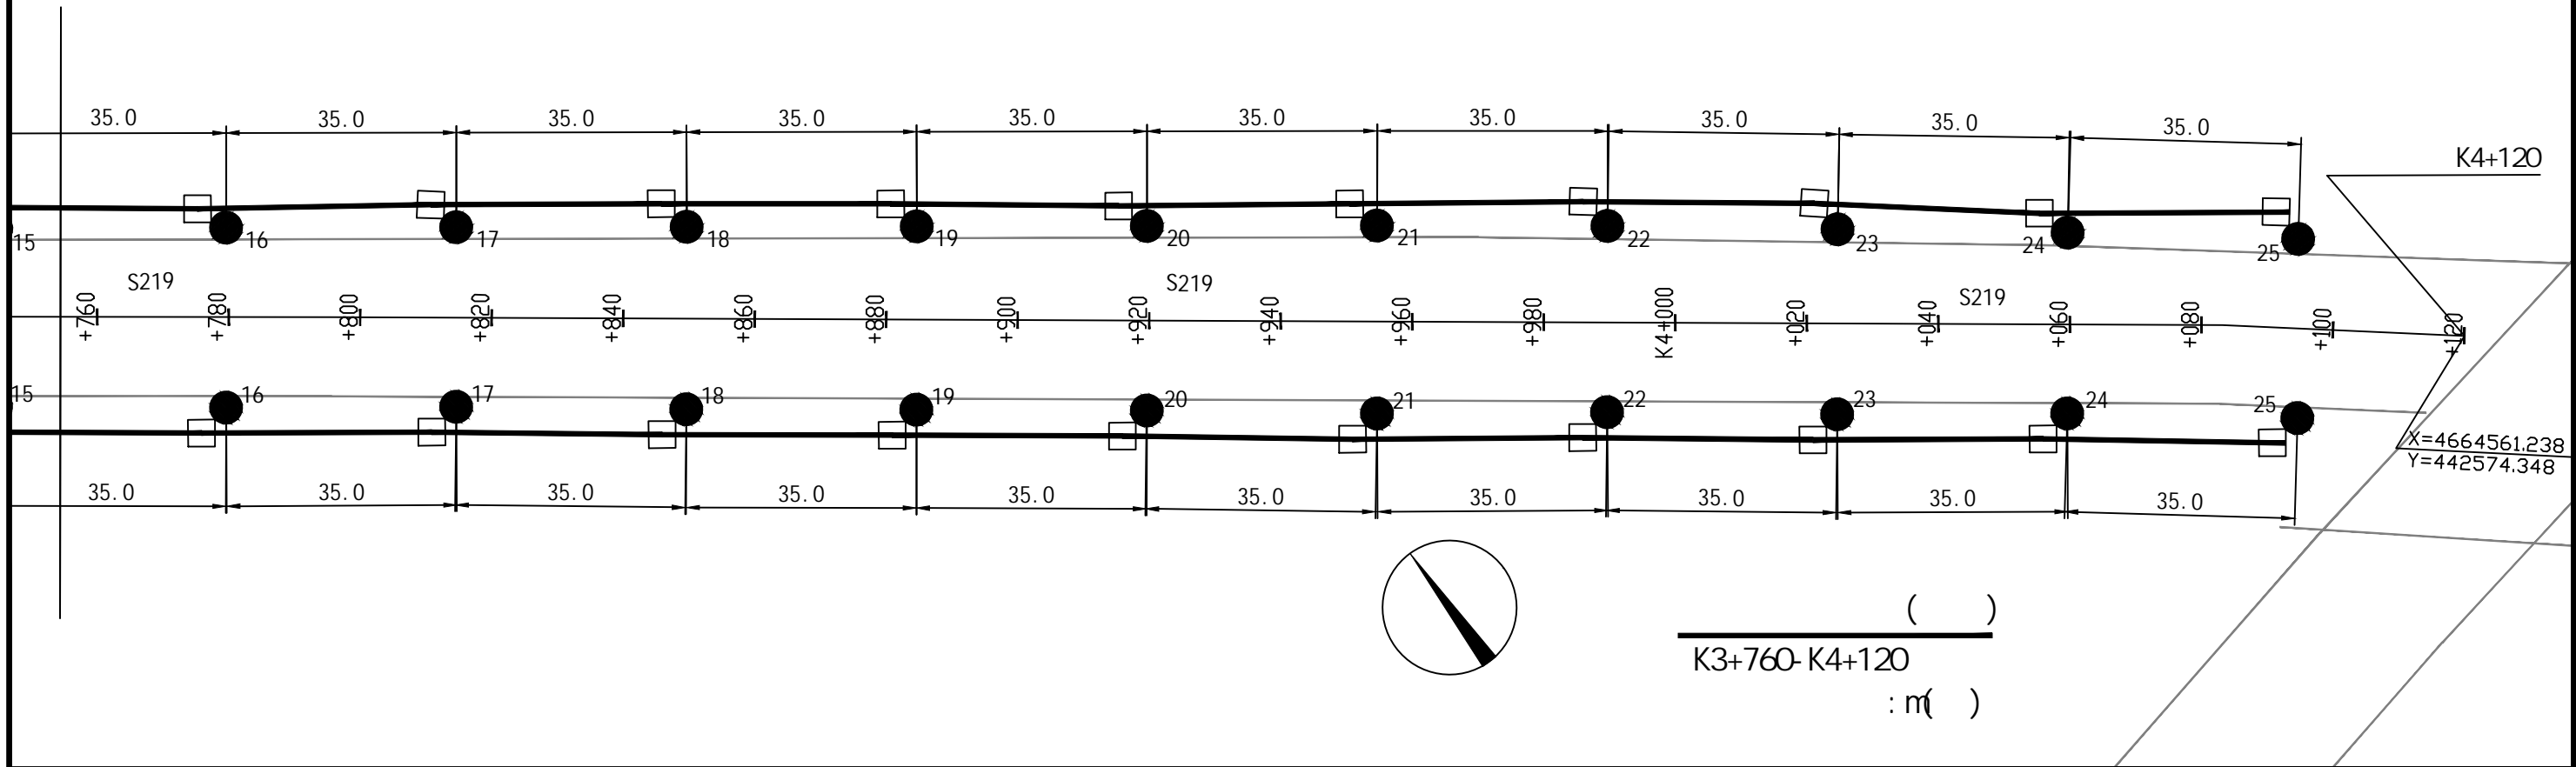 35.0 35.0 35.0 35.0 35.0 35.0 35.0 35.0 35.0 35.0
K4+120
15 16 17 18 19 20 21 22 23 24 25
S219 S219 S219
+760 +780 +800 +820 +840 +860 +880 +900 +920 +940 +960 +980 K4+000 +020 +040 +060 +080 +100 +120
15 16 17 18 19 20 21 22 23 24 25
X=4664561.238
Y=442574.348
35.0 35.0 35.0 35.0 35.0 35.0 35.0 35.0 35.0 35.0
( )
K3+760-K4+120
:m( )